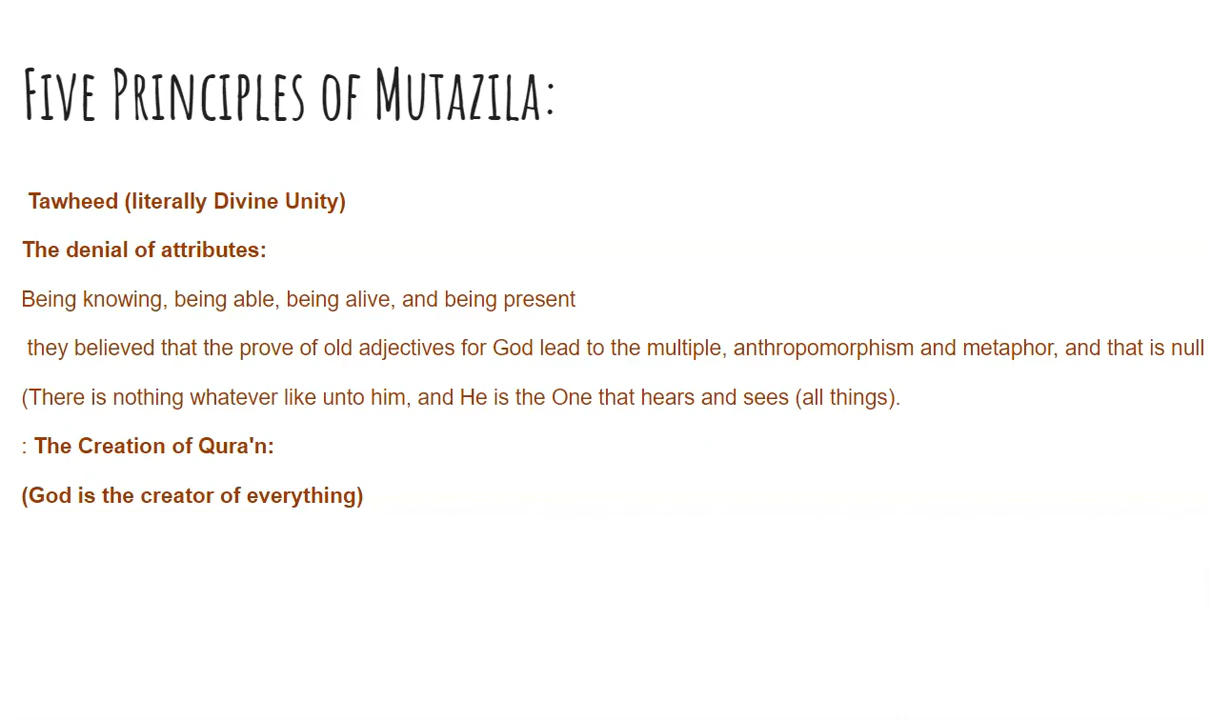 Five Principles of Mutazila:
Tawheed (literally Divine Unity)
The denial of attributes:
Being knowing, being able, being alive, and being present
they believed that the prove of old adjectives for God lead to the multiple, anthropomorphism and metaphor, and that is null
(There is nothing whatever like unto him, and He is the One that hears and sees (all things).
: The Creation of Qura'n:
(God is the creator of everything)